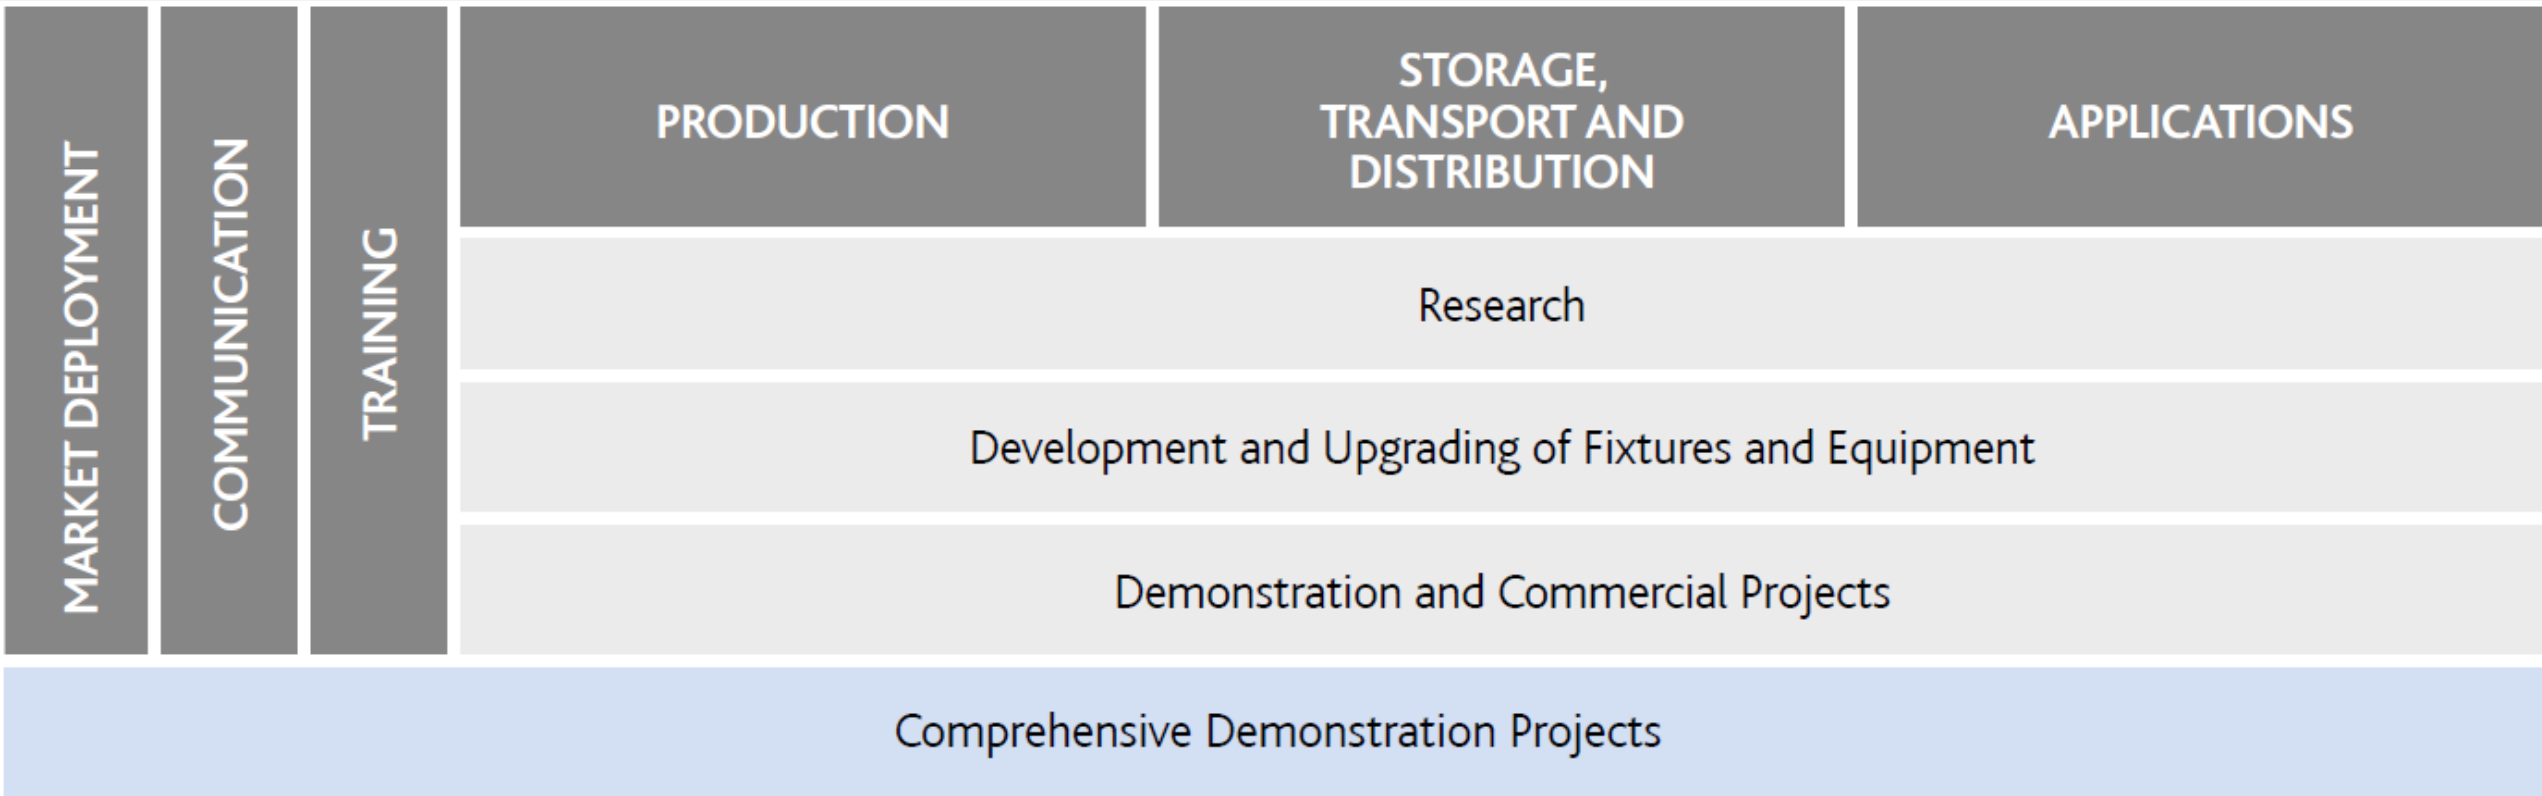 MARKET DEPLOYMENT
COMMUNICATION
TRAINING
PRODUCTION
STORAGE,
TRANSPORT AND
DISTRIBUTION
APPLICATIONS
Research
Development and Upgrading of Fixtures and Equipment
Demonstration and Commercial Projects
Comprehensive Demonstration Projects